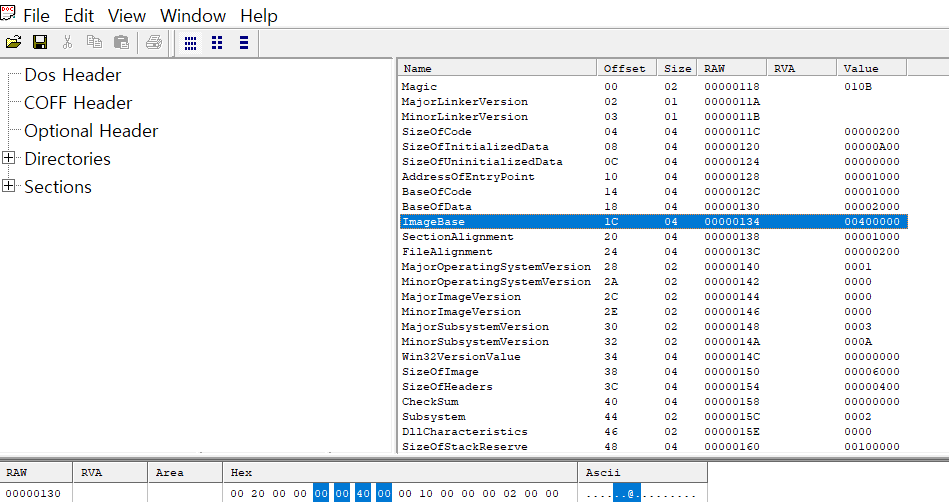 File Edit View Window Help
Dos Header
COFF Header
Optional Header
Directories
Sections
Name Offset Size RAW RVA Value
Magic 00 02 00000118 010B
MajorLinkerVersion 02 01 0000011A
MinorLinkerVersion 03 01 0000011B
SizeOfCode 04 04 0000011C 00000200
SizeOfInitializedData 08 04 00000120 00000A00
SizeOfUninitializedData 0C 04 00000124 00000000
AddressOfEntryPoint 10 04 00000128 00001000
BaseOfCode 14 04 0000012C 00001000
BaseOfData 18 04 00000130 00002000
ImageBase 1C 04 00000134 00400000
SectionAlignment 20 04 00000138 00001000
FileAlignment 24 04 0000013C 00000200
MajorOperatingSystemVersion 28 02 00000140 0001
MinorOperatingSystemVersion 2A 02 00000142 0000
MajorImageVersion 2C 02 00000144 0000
MinorImageVersion 2E 02 00000146 0000
MajorSubsystemVersion 30 02 00000148 0003
MinorSubsystemVersion 32 02 0000014A 000A
Win32VersionValue 34 04 0000014C 00000000
SizeOfImage 38 04 00000150 00006000
SizeOfHeaders 3C 04 00000154 00000400
CheckSum 40 04 00000158 00000000
Subsystem 44 02 0000015C 0002
DllCharacteristics 46 02 0000015E 0000
SizeOfStackReserve 48 04 00000160 00100000
RAW RVA Area Hex Ascii
00000130 00 20 00 00 00 00 40 00 00 10 00 00 00 02 00 00 . ....@.........